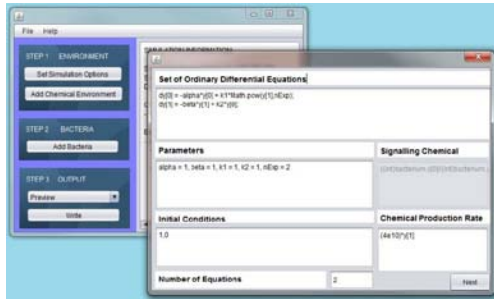 File Help
STEP 1 ENVIRONMENT
Set Simulation Options
Add Chemical Environment
STEP 2 BACTERIA
Add Bacteria
STEP 3 OUTPUT
Preview
Write
Set of Ordinary Differential Equations
dy[0] = -alpha*y[0] + k1*Math.pow(y[1],nExp);
dy[1] = -beta*y[1] + k2*y[0];
Parameters
alpha = 1, beta = 1, k1 = 1, k2 = 1, nExp = 2
Signalling Chemical
Initial Conditions
1,0
Chemical Production Rate
(4e10)*y[1]
Number of Equations
2
Next